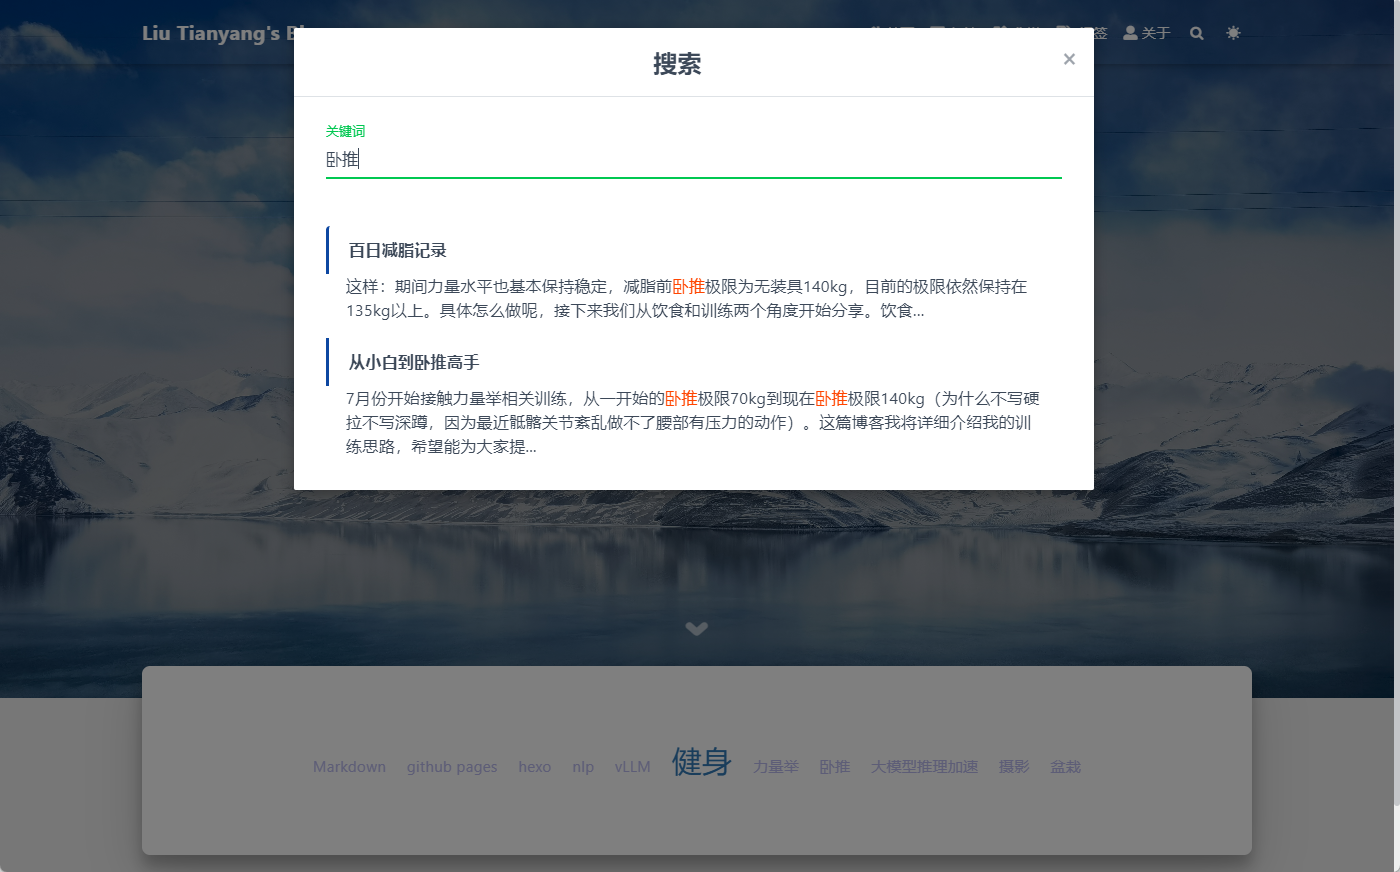 Liu Tianyang's
签
关于
搜索
×
关键词
卧推
百日减脂记录
这样：期间力量水平也基本保持稳定，减脂前卧推极限为无装具140kg，目前的极限依然保持在
135kg以上。具体怎么做呢，接下来我们从饮食和训练两个角度开始分享。饮食...
从小白到卧推高手
7月份开始接触力量举相关训练，从一开始的卧推极限70kg到现在卧推极限140kg（为什么不写硬
拉不写深蹲，因为最近骶髂关节紊乱做不了腰部有压力的动作）。这篇博客我将详细介绍我的训
练思路，希望能为大家提...
Markdown github pages hexo nlp vLLM 健身 力量举 卧推 大模型推理加速 摄影 盆栽